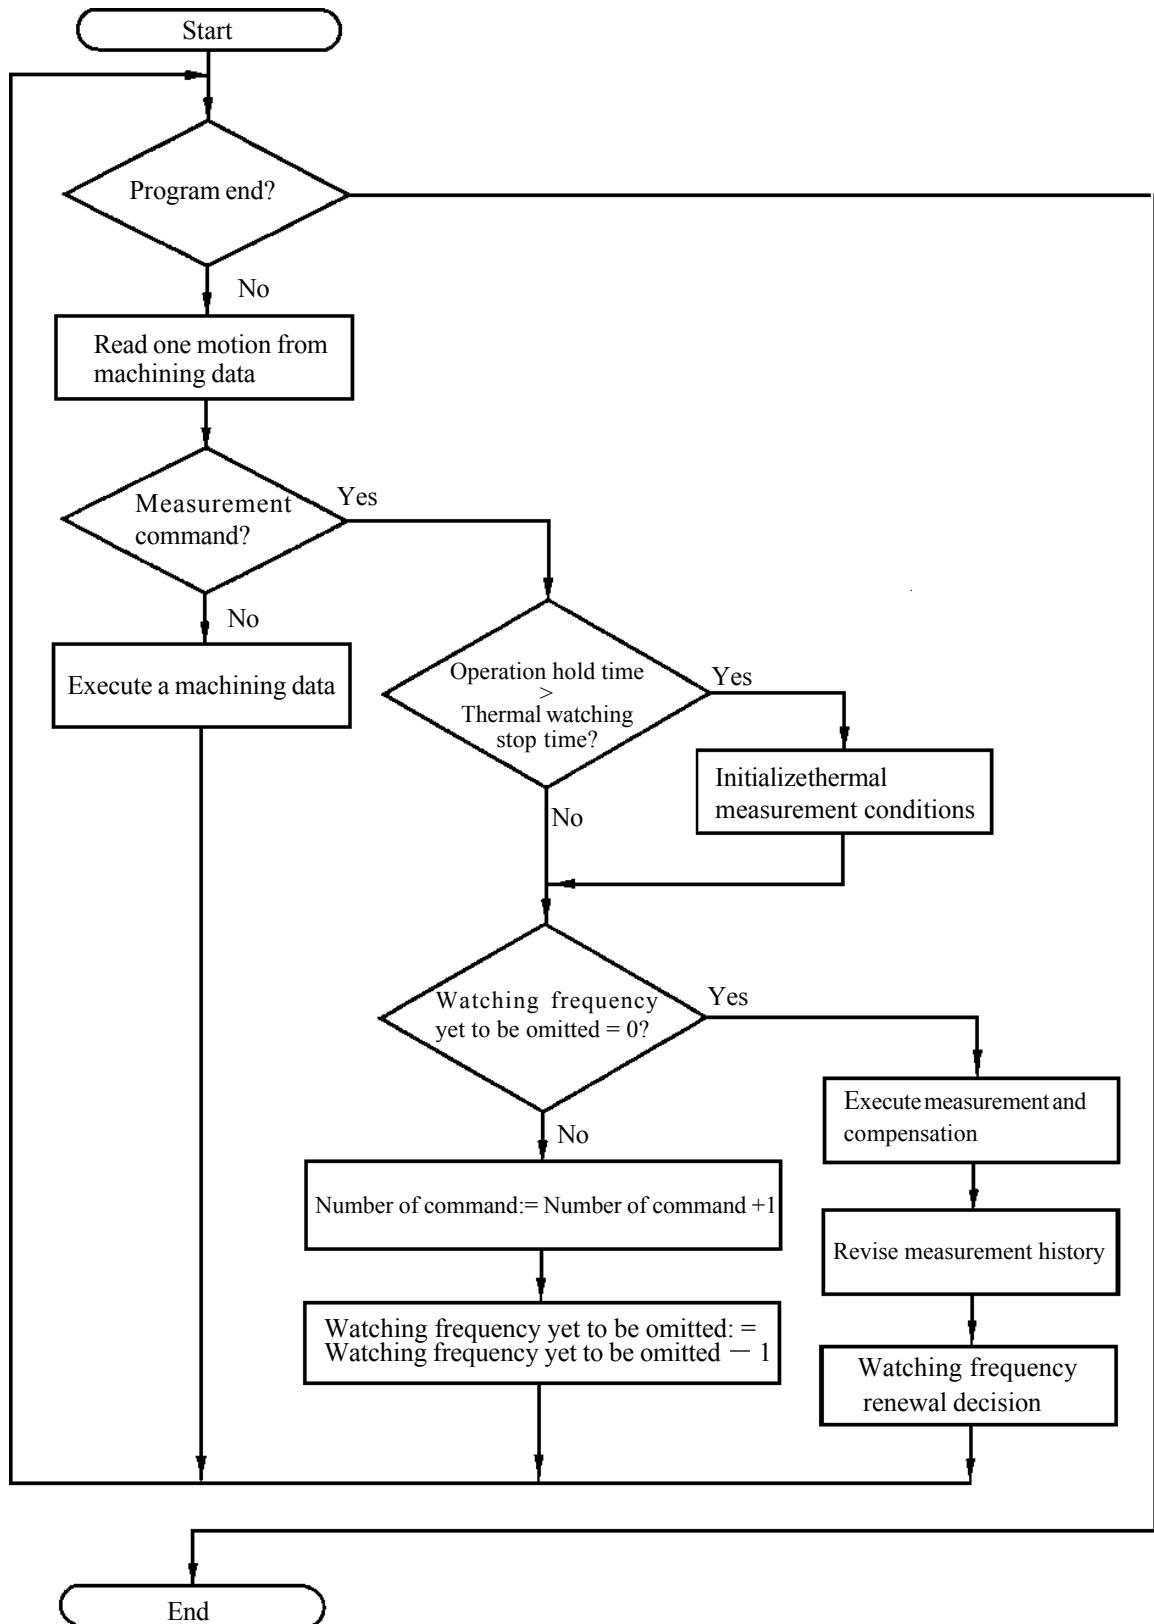 Start
Program end?
No
Read one motion from
machining data
Measurement
command?
Yes
No
Execute a machining data
Operation hold time
>
Thermal watching
stop time?
Yes
No
Initializethermal
measurement conditions
Watching frequency
yet to be omitted = 0?
Yes
No
Number of command:= Number of command +1
Watching frequency yet to be omitted: =
Watching frequency yet to be omitted － 1
Execute measurement and
compensation
Revise measurement history
Watching frequency
renewal decision
End